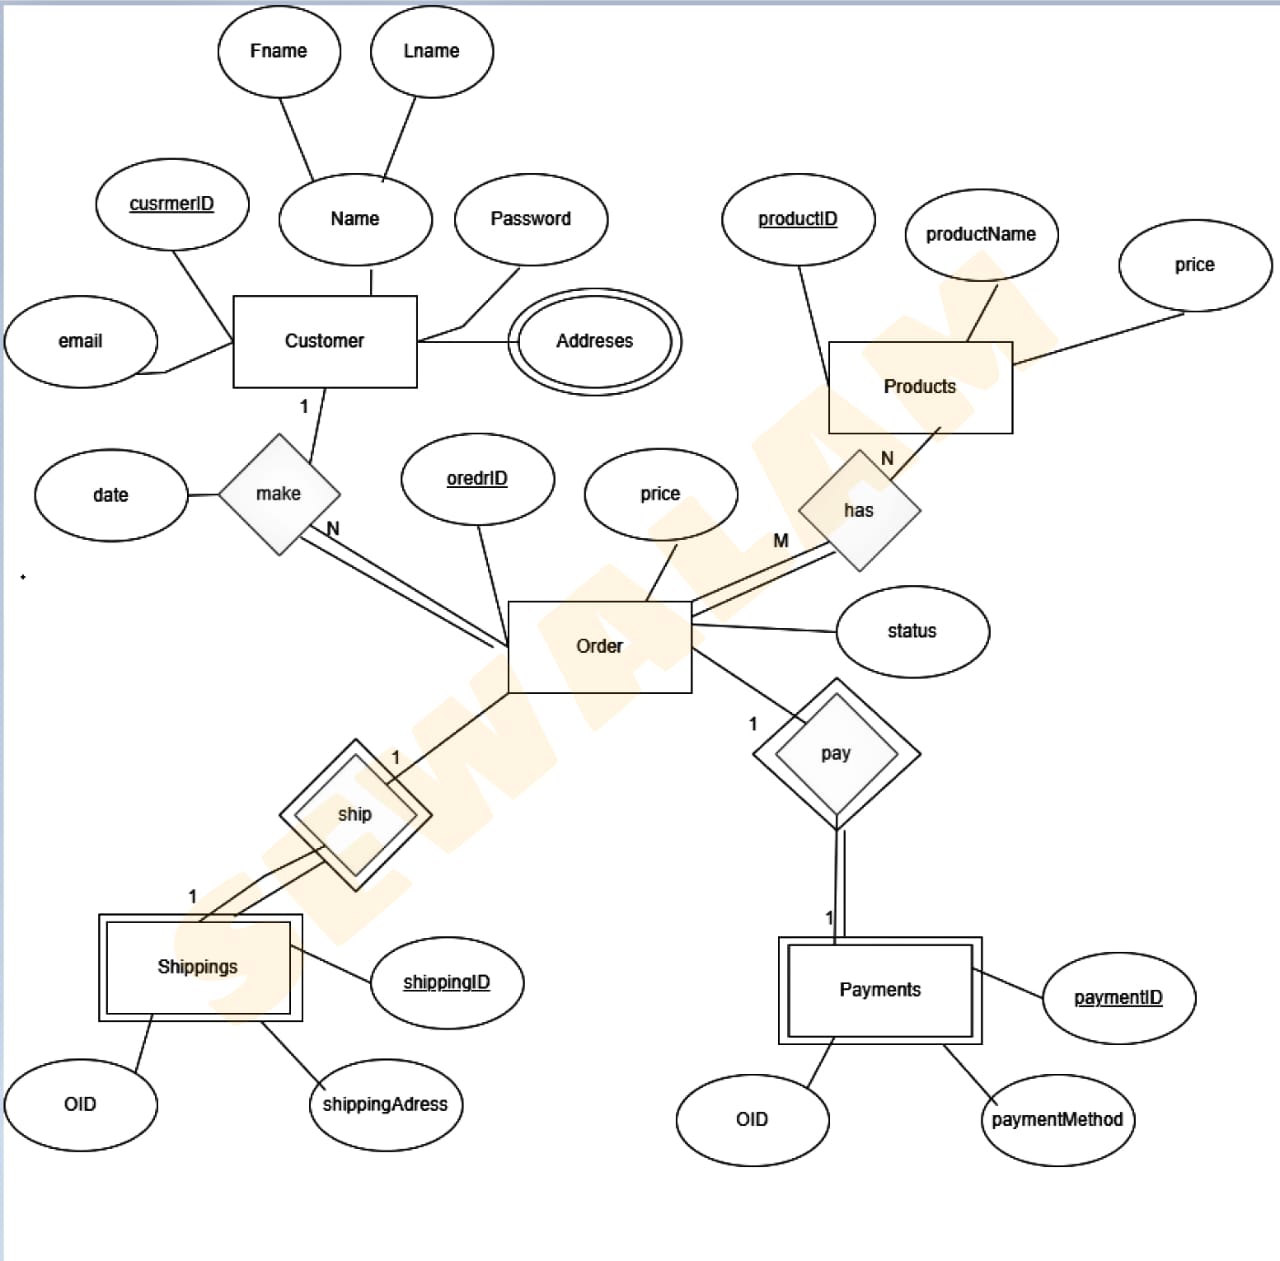 Fname
Lname
cusrmerID
Name
Password
productID
productName
price
email
Customer
Addreses
Products
1
N
date
make
oredrID
price
has
N
M
Order
status
1
1
pay
ship
1
1
Shippings
shippingID
Payments
paymentID
OID
shippingAdress
OID
paymentMethod
SEWALAM